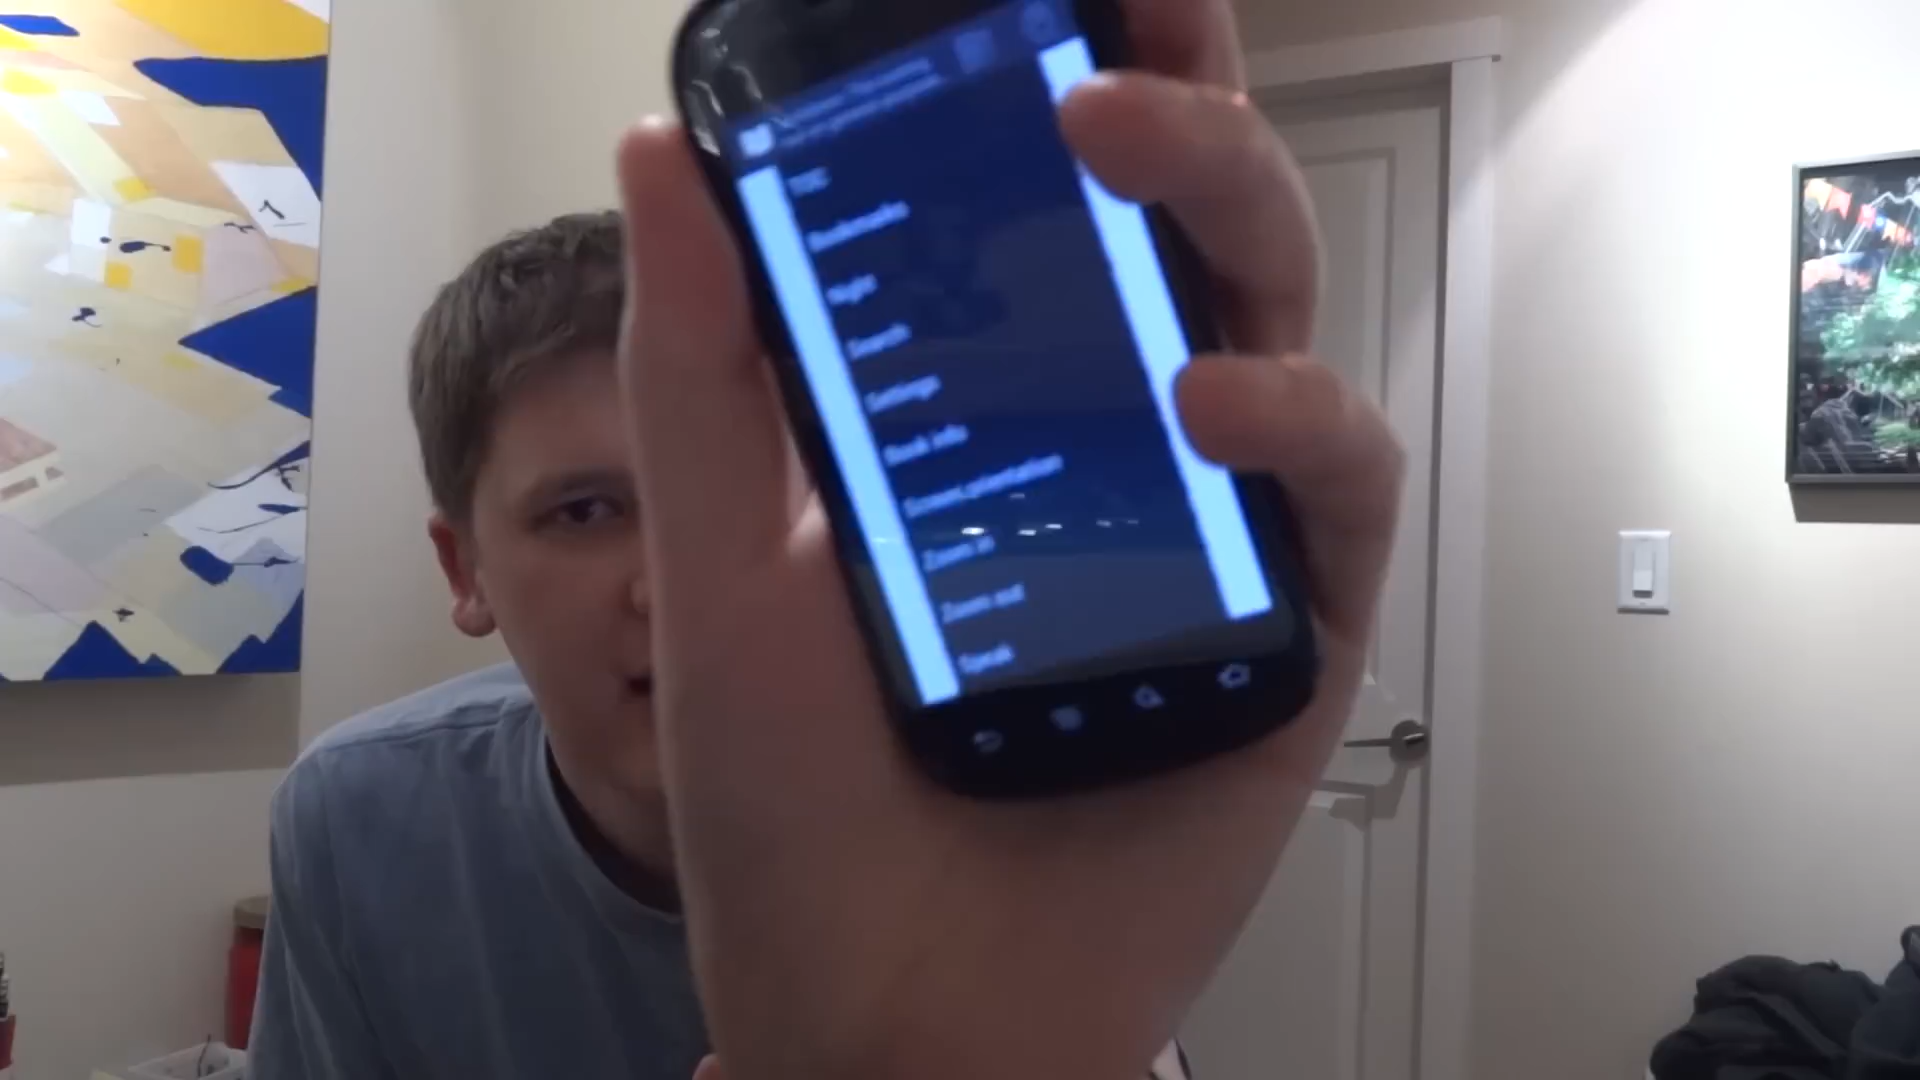 TOC
Bookmarks
Night
Search
Settings
Book info
Screen orientation
Zoom in
Zoom out
Speak